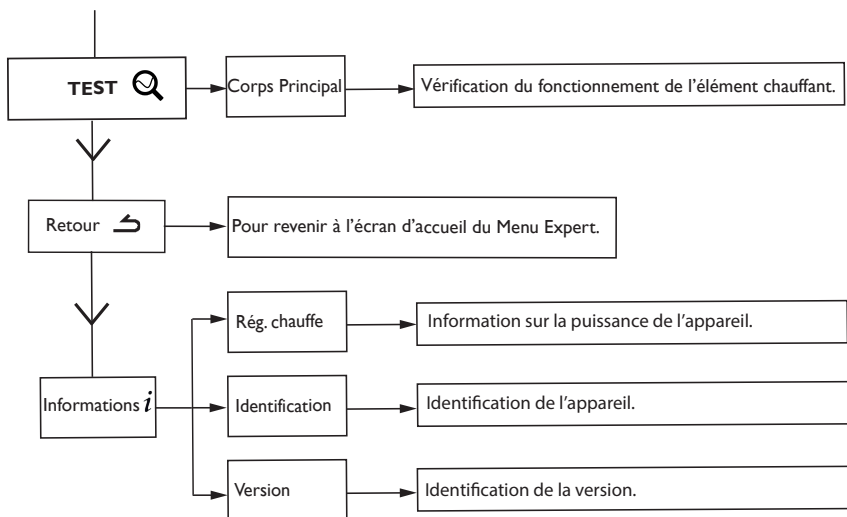 TEST
Corps Principal
Vérification du fonctionnement de l'élément chauffant.
Retour
Pour revenir à l'écran d'accueil du Menu Expert.
Rég. chauffe
Information sur la puissance de l'appareil.
Informations i
Identification
Identification de l'appareil.
Version
Identification de la version.